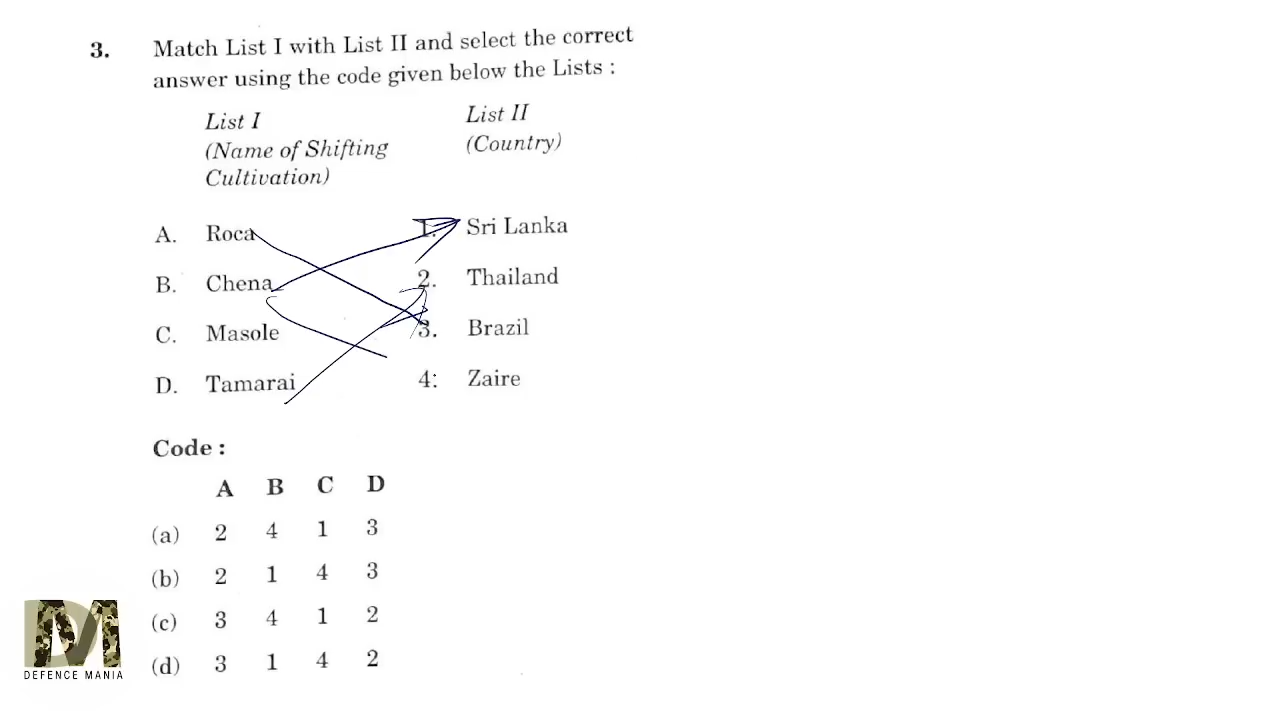 3. Match List I with List II and select the correct
answer using the code given below the Lists :
List I List II
(Name of Shifting (Country)
Cultivation)
A. Roca 1. Sri Lanka
B. Chena 2. Thailand
C. Masole 3. Brazil
D. Tamarai 4: Zaire
Code :
A B C D
(a) 2 4 1 3
(b) 2 1 4 3
(c) 3 4 1 2
(d) 3 1 4 2
DM
DEFENCE MANIA